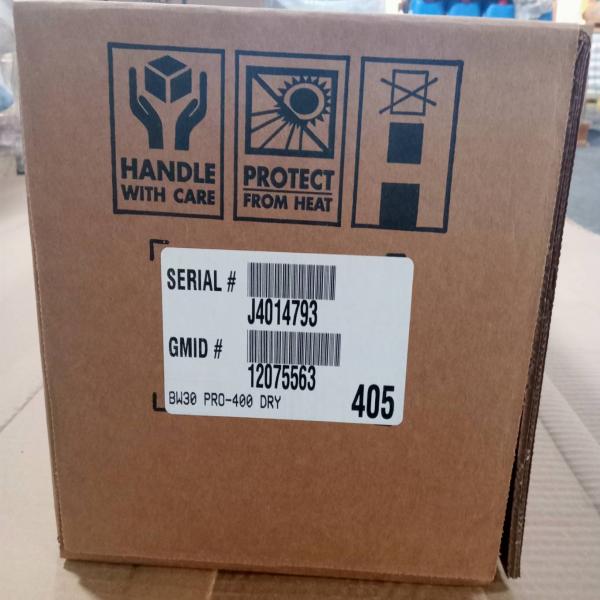 HANDLE
WITH CARE
PROTECT
FROM HEAT
SERIAL #
J4014793
GMID #
12075563
BW30 PRO-400 DRY
405